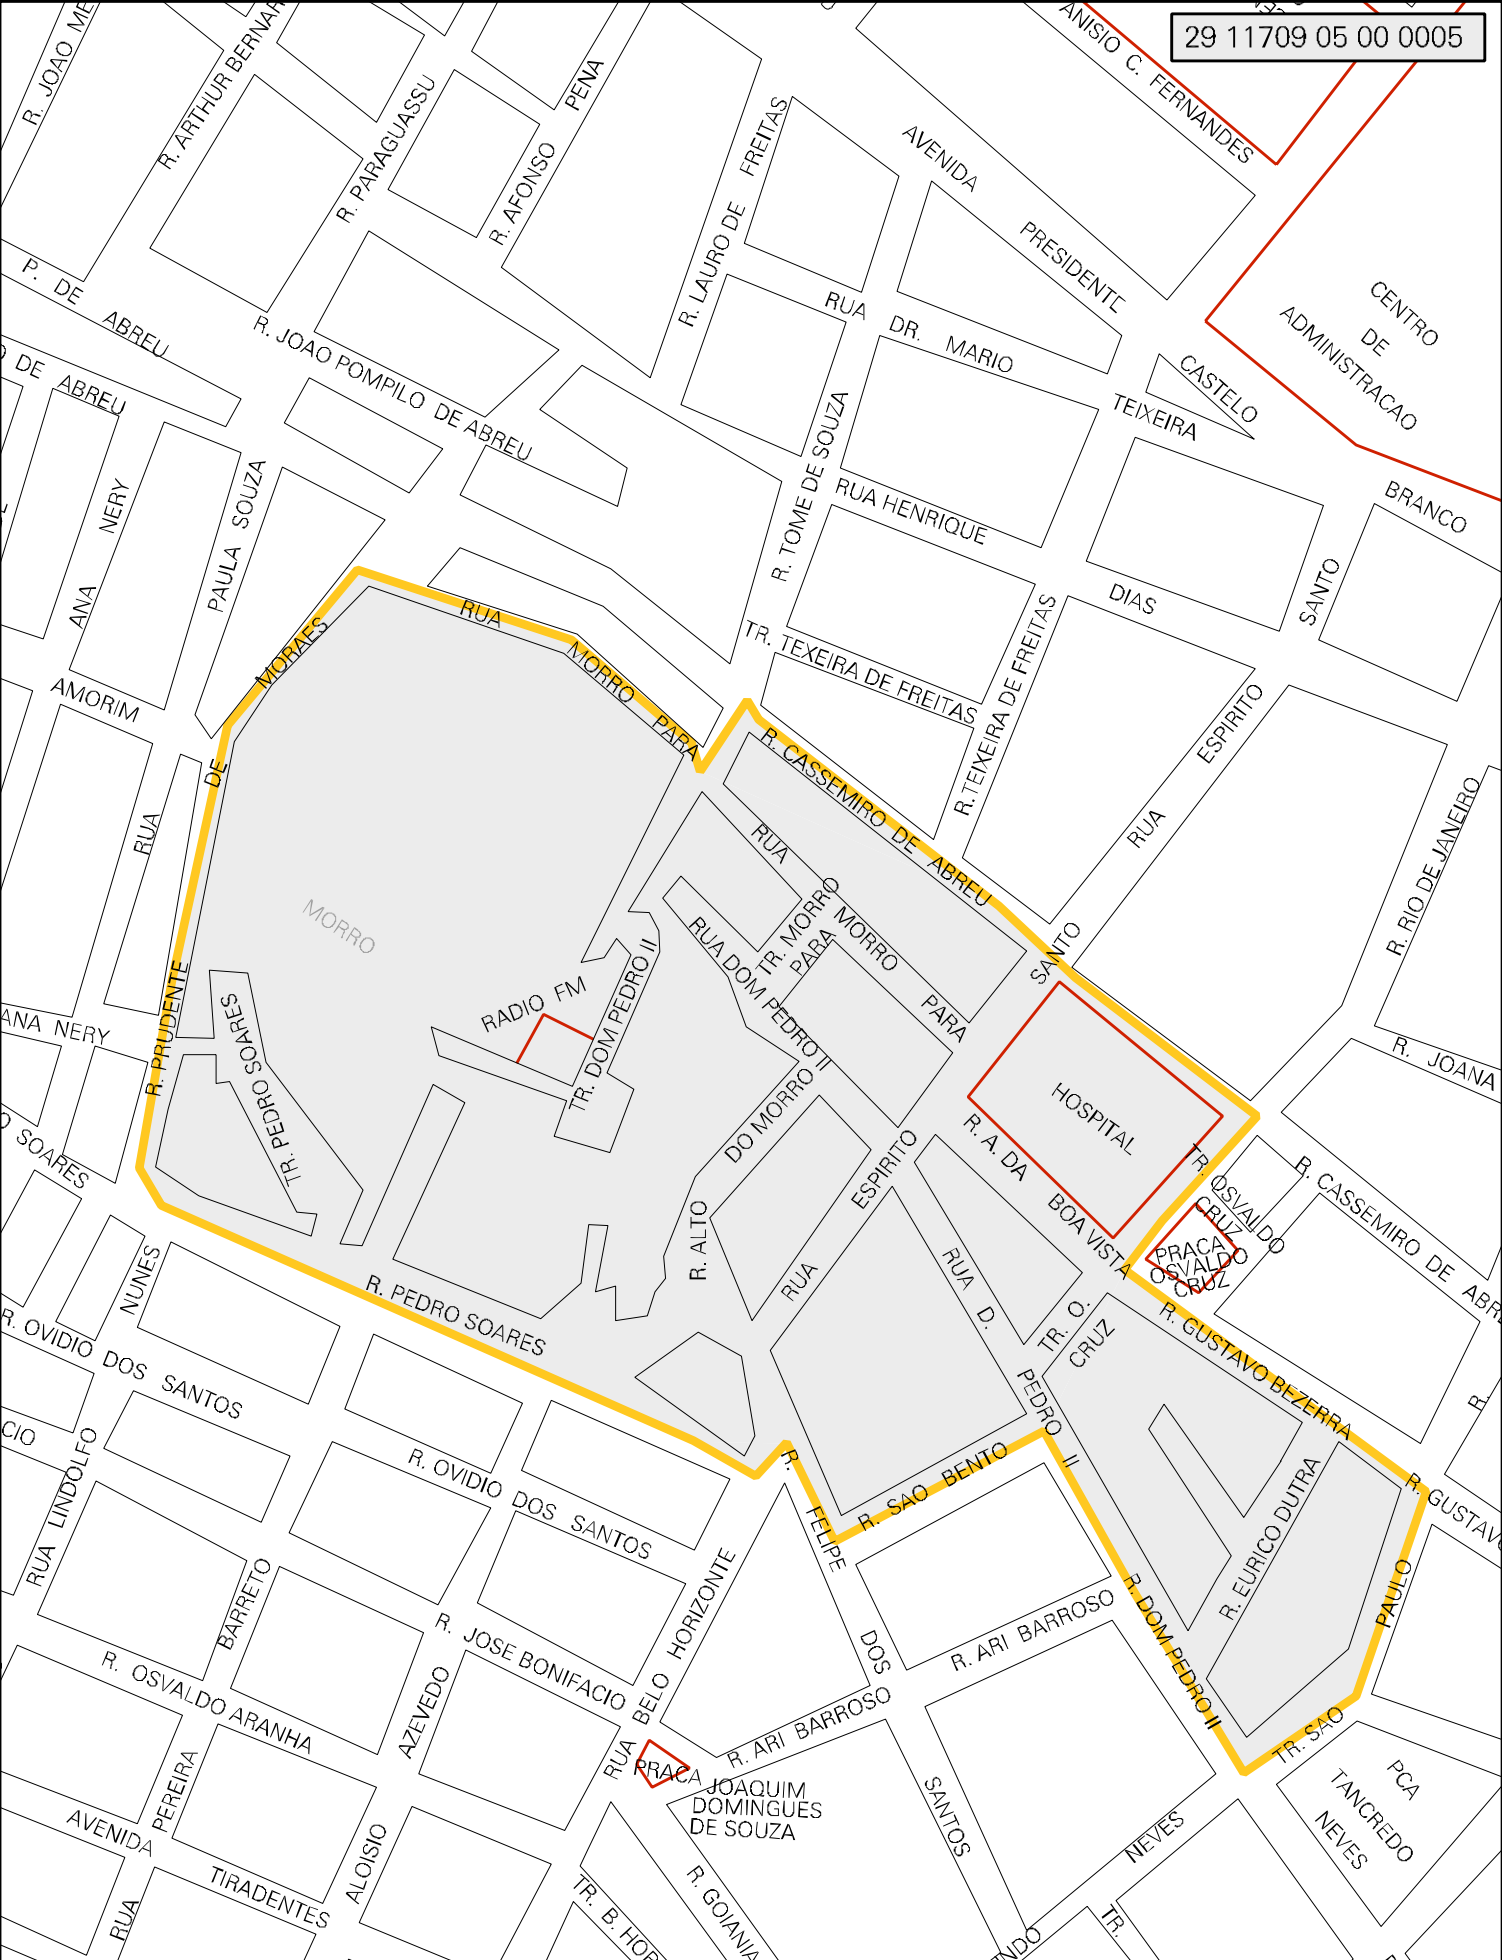 29 11709 05 00 0005
ANISIO C. FERNANDES
R. ARTHUR BERNAR
R. PARAGUASSU
R. AFONSO PENA
R. LAURO DE FREITAS
AVENIDA PRESIDENTE
CASTELO
BRANCO
CENTRO
DE
ADMINISTRACAO
P. DE ABREU
DE ABREU
R. JOAO POMPILO DE ABREU
RUA DR. MARIO
TEIXEIRA
R. TOME DE SOUZA
RUA HENRIQUE
DIAS
PAULA SOUZA
ANA NERY
AMORIM
RUA
RUA MORRO PARA
R. PRUDENTE DE MORAES
TR. TEXEIRA DE FREITAS
R. TEIXEIRA DE FREITAS
RUA ESPIRITO
SANTO
SANTO
R. RIO DE JANEIRO
R. CASSEMIRO DE ABREU
RUA MORRO PARA
TR. MORRO
PARA
MORRO
RUA DOM PEDRO II
TR. DOM PEDRO II
RADIO FM
ANA NERY
TR. PEDRO SOARES
R. JOANA
HOSPITAL
R. A. DA BOA VISTA
TR. OSVALDO
CRUZ
PRACA
OSVALDO
CRUZ
R. CASSEMIRO DE ABRE
O SOARES
R. ALTO DO MORRO
RUA ESPIRITO
RUA D. PEDRO II
TR. O.
CRUZ
R. GUSTAVO BEZERRA
R. GUSTAVO
R.
R. PEDRO SOARES
NUNES
R. OVIDIO DOS SANTOS
CIO
RUA LINDOLFO
R. OVIDIO DOS SANTOS
R. FELIPE DOS SANTOS
R. SAO BENTO
R. EURICO DUTRA
PAULO
TR. SAO
R. DOM PEDRO II
R. ARI BARROSO
R. ARI BARROSO
RUA BELO HORIZONTE
R. JOSE BONIFACIO
BARRETO
R. OSVALDO ARANHA
AZEVEDO
ALOISIO
PEREIRA
RUA
AVENIDA TIRADENTES
PRACA JOAQUIM
DOMINGUES
DE SOUZA
R. GOIANIA
TR. B. HOR
NEVES
NDO
TR.
PCA
TANCREDO
NEVES